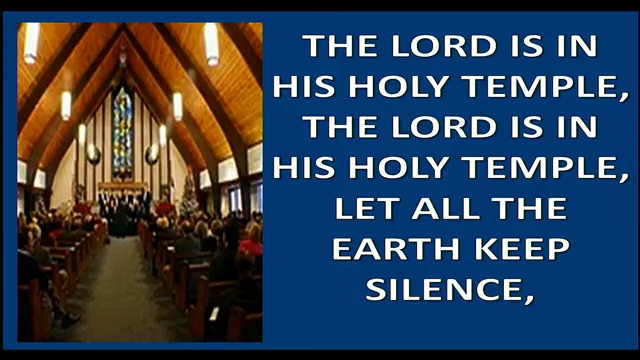 THE LORD IS IN
HIS HOLY TEMPLE,
THE LORD IS IN
HIS HOLY TEMPLE,
LET ALL THE
EARTH KEEP
SILENCE,